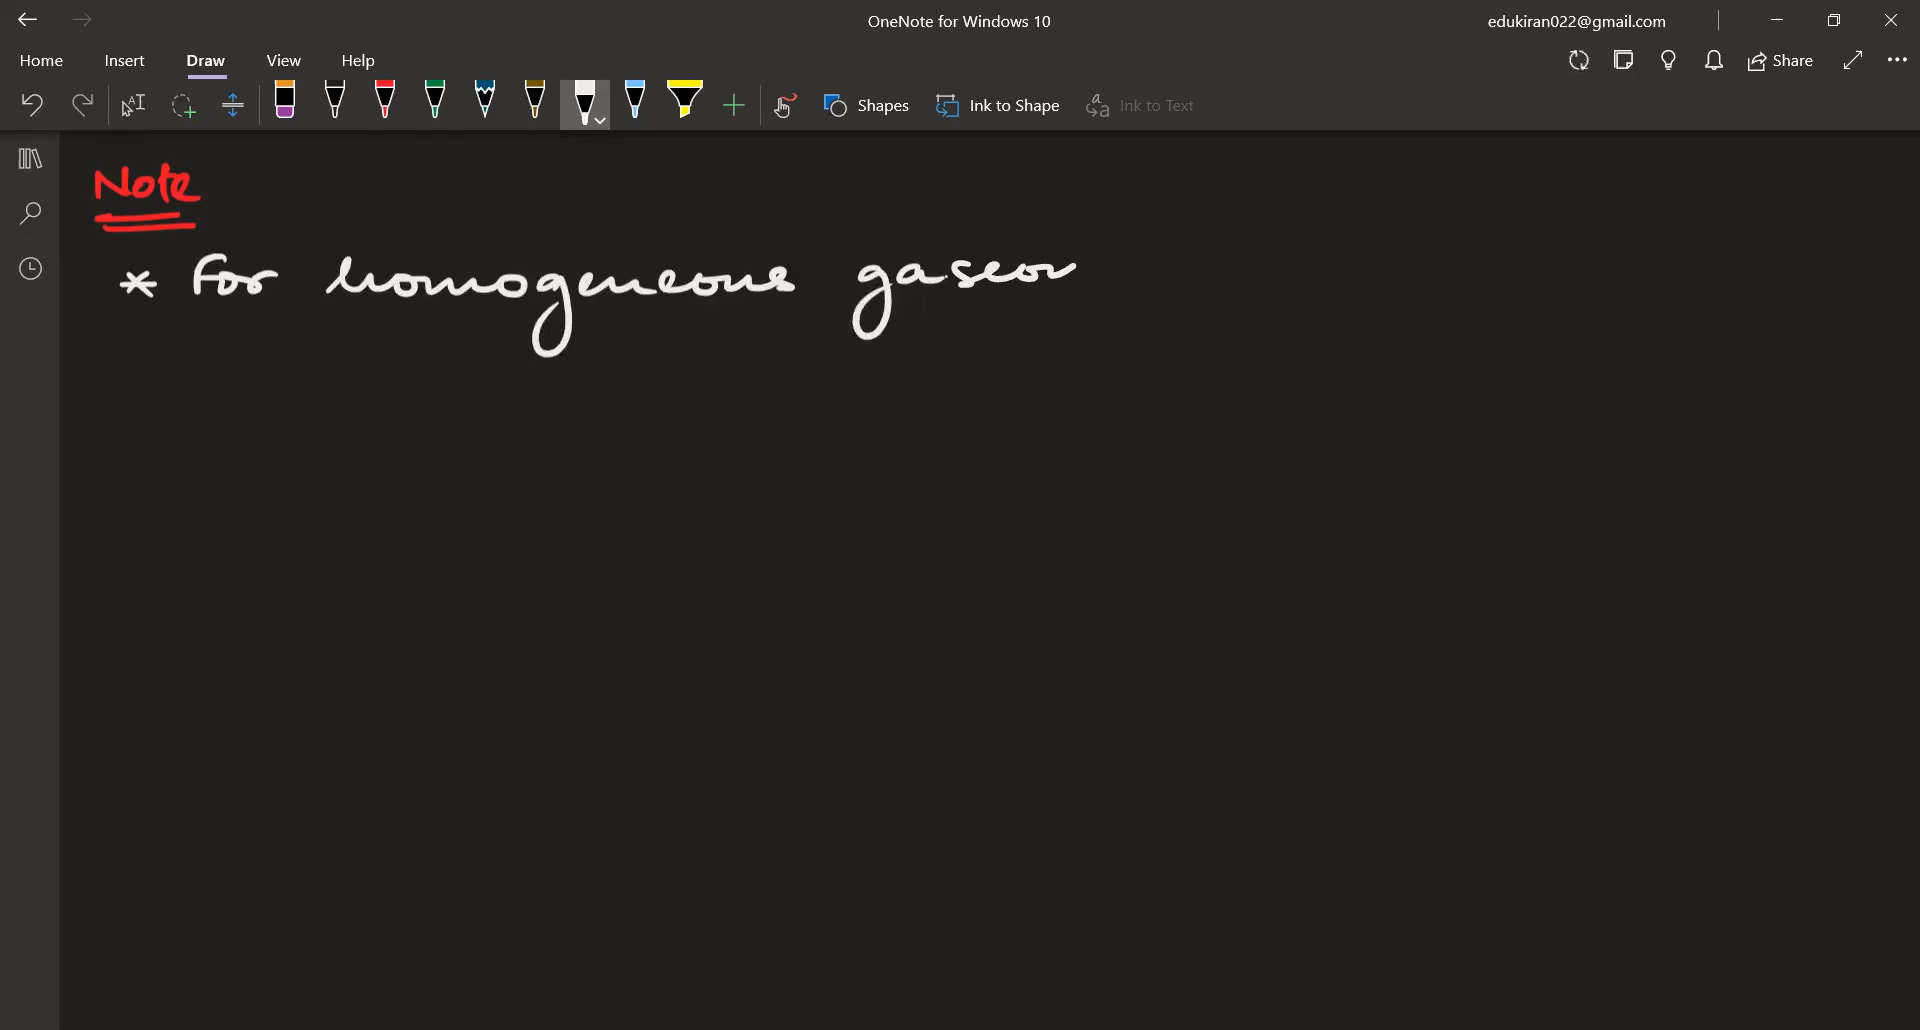 OneNote for Windows 10
edukiran022@gmail.com
Home Insert Draw View Help Share
Shapes Ink to Shape Ink to Text
Note
* For homogeneous gaseou